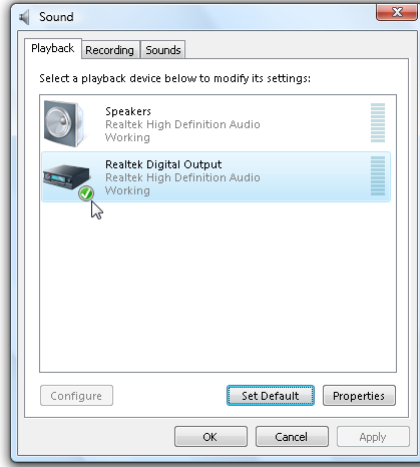 Sound
Playback Recording Sounds
Select a playback device below to modify its settings:
Speakers
Realtek High Definition Audio
Working
Realtek Digital Output
Realtek High Definition Audio
Working
Configure Set Default Properties
OK Cancel Apply